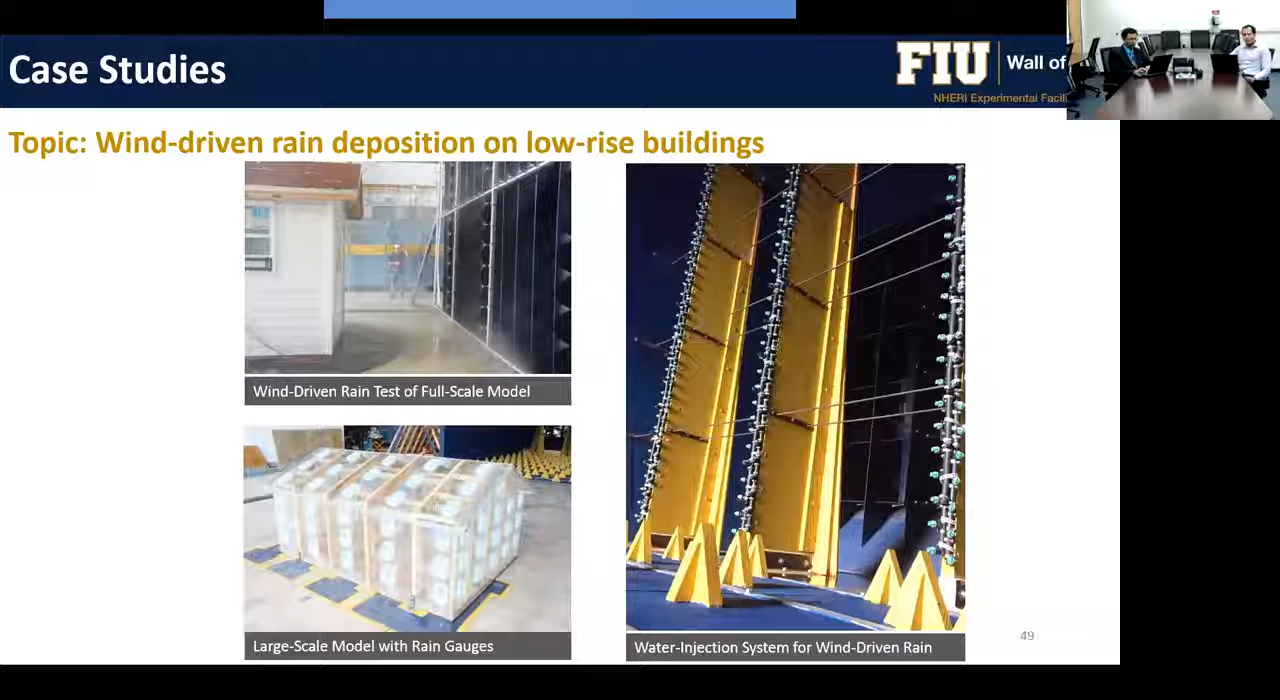 Case Studies
FIU
Wall of
NHERI Experimental
Topic: Wind-driven rain deposition on low-rise buildings
Wind-Driven Rain Test of Full-Scale Model
Large-Scale Model with Rain Gauges
Water-Injection System for Wind-Driven Rain
49